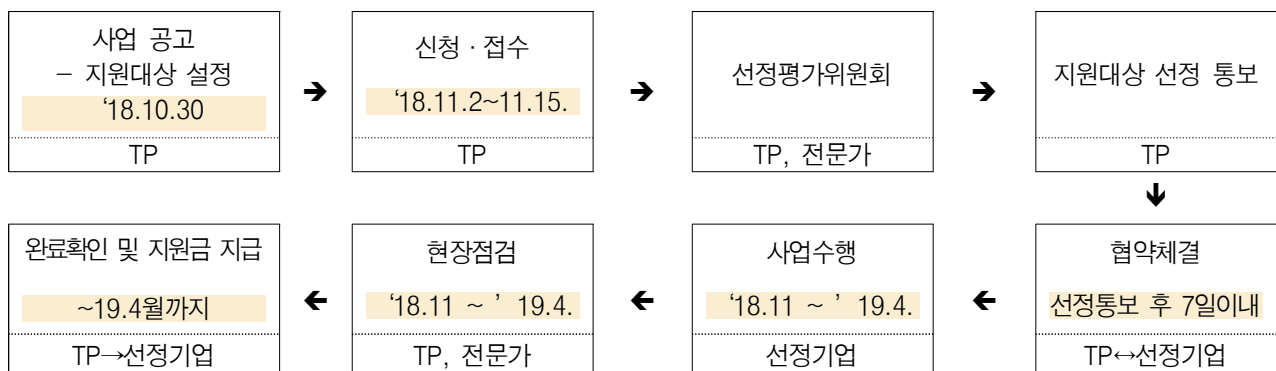 사업 공고
- 지원대상 설정
‘18.10.30
TP
➔
신청 · 접수
‘18.11.2~11.15.
TP
➔
선정평가위원회
TP, 전문가
➔
지원대상 선정 통보
TP
🡻
협약체결
선정통보 후 7일이내
TP↔선정기업
🡸
사업수행
‘18.11 ~ ’ 19.4.
선정기업
🡸
현장점검
‘18.11 ~ ’ 19.4.
TP, 전문가
🡸
완료확인 및 지원금 지급
~19.4월까지
TP→선정기업